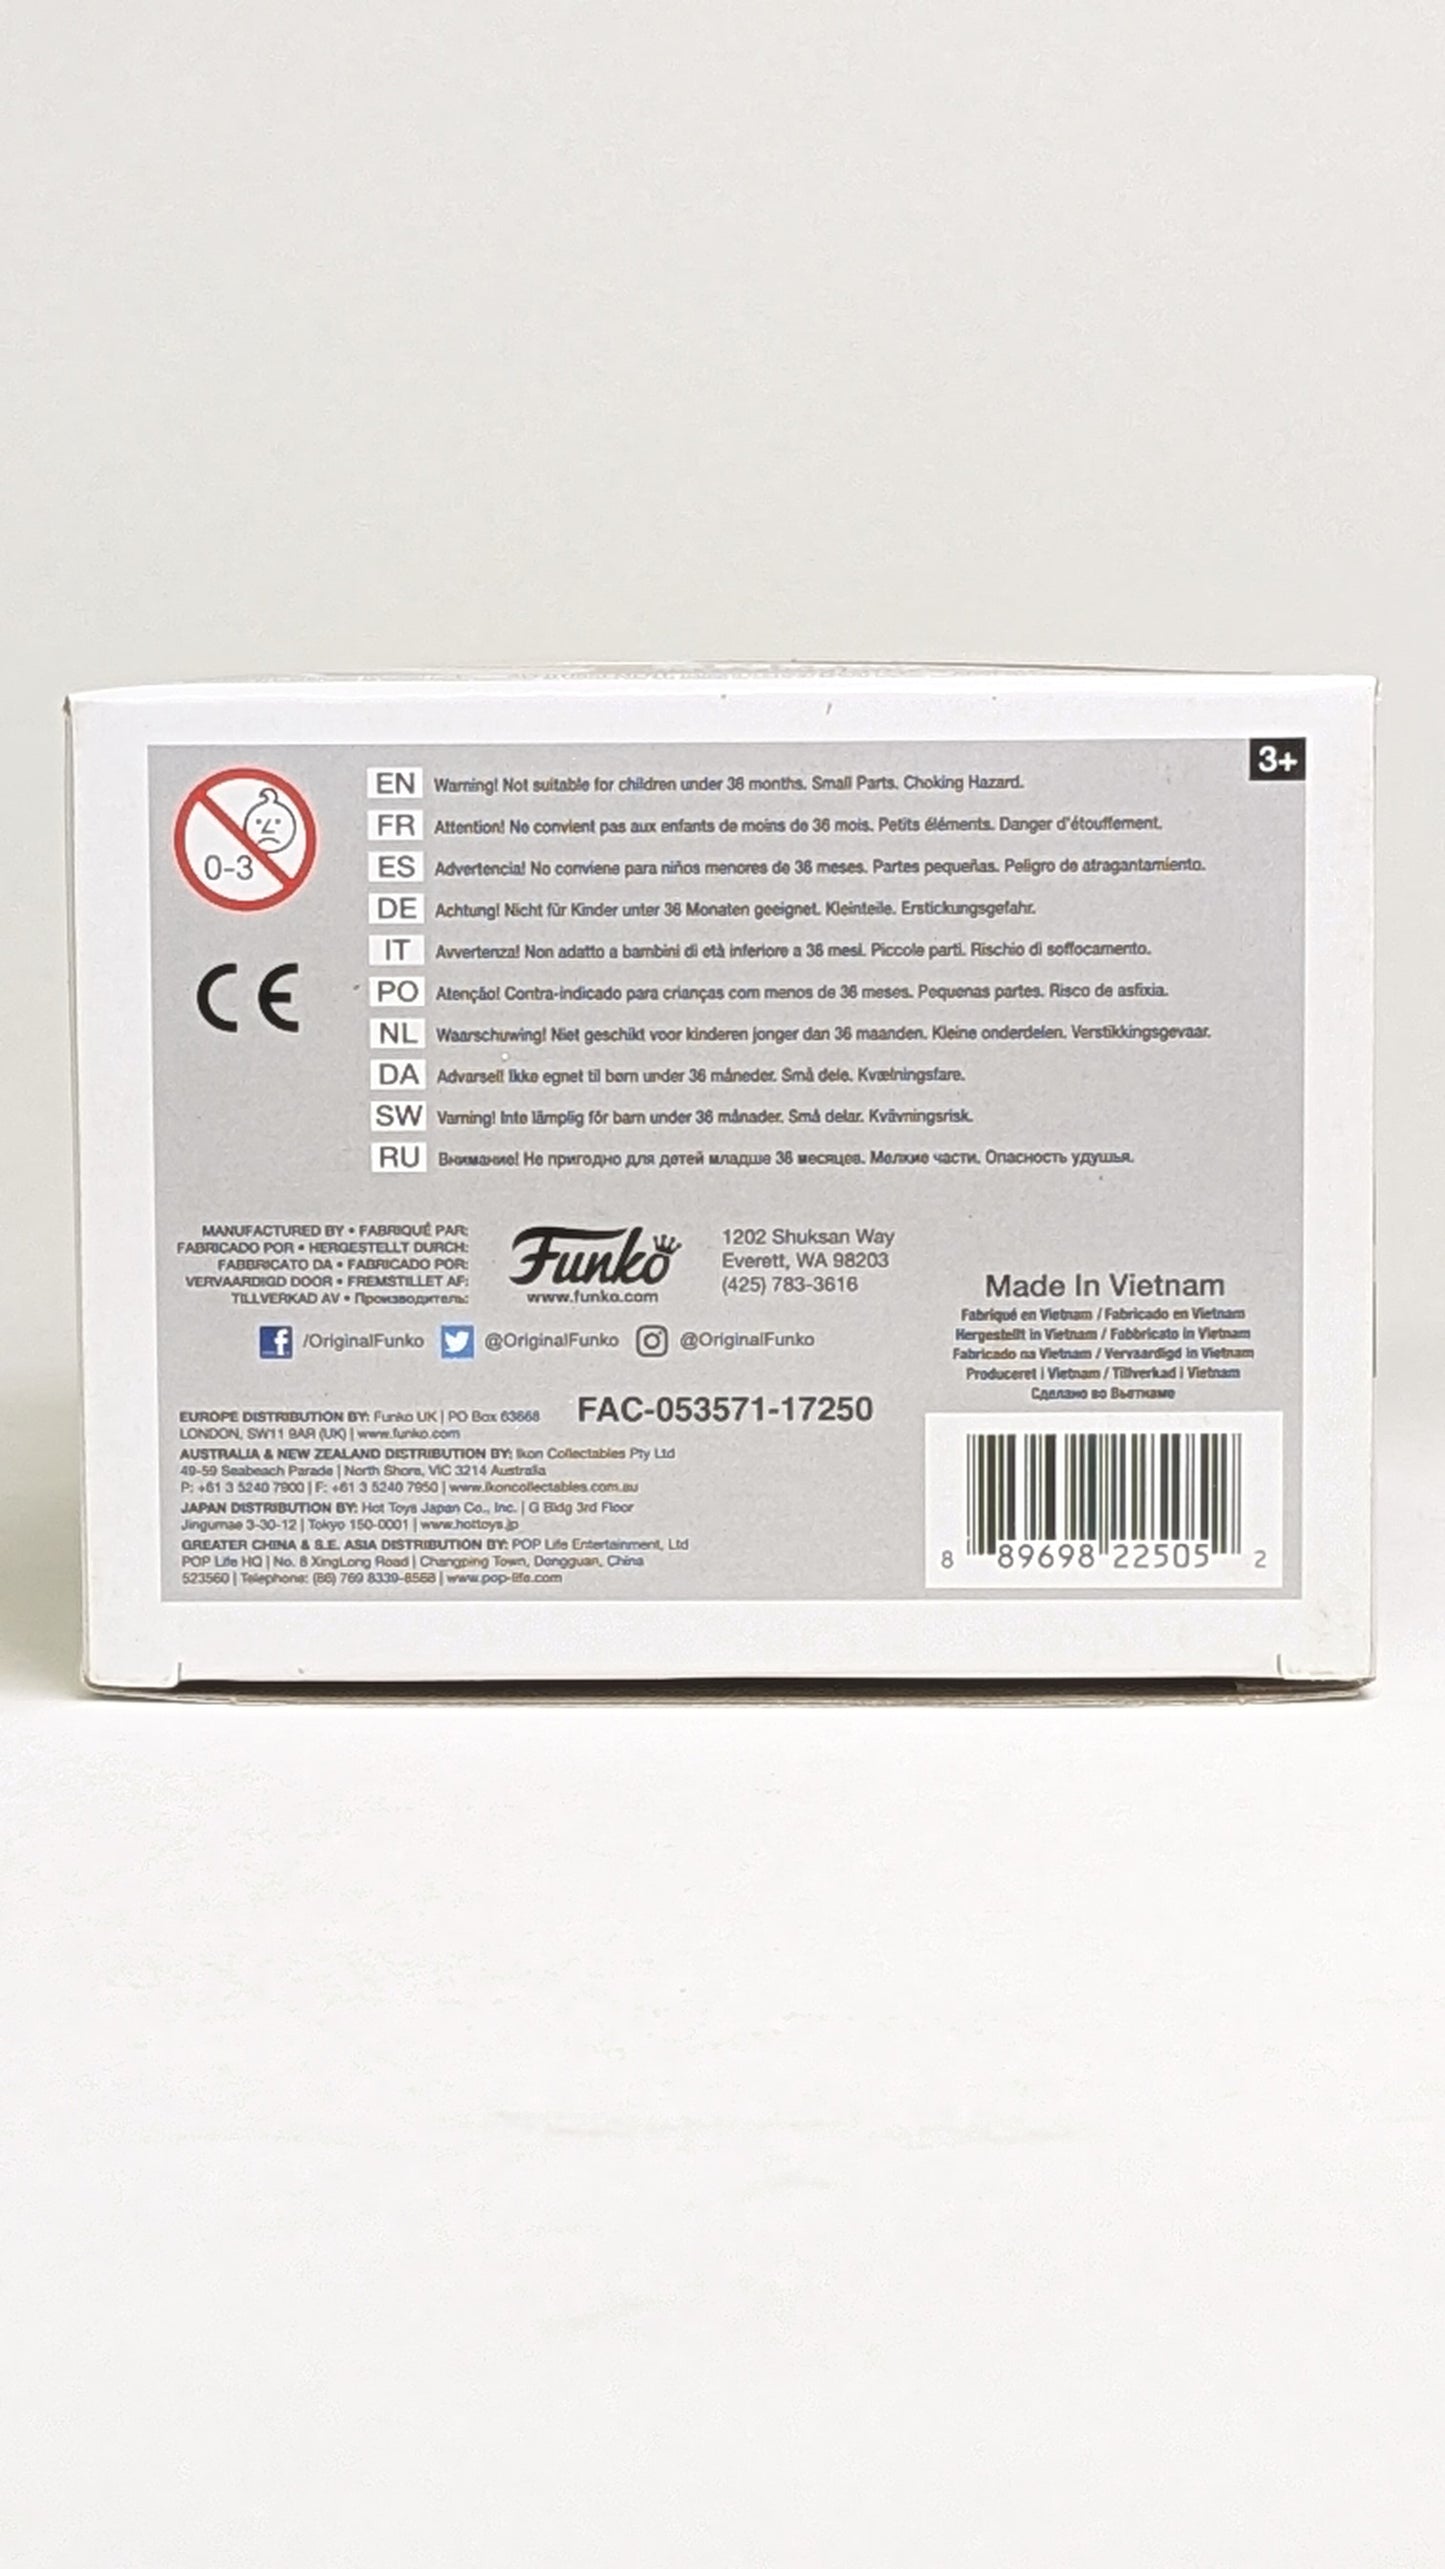 3+
0-3
CE
EN Warning! Not suitable for children under 36 months. Small Parts. Choking Hazard.
FR Attention! No convient pas aux enfants de moins de 36 mois. Petits éléments. Danger d'étouffement.
ES Advertencia! No conviene para niños menores de 36 meses. Partes pequeñas. Peligro de atragantamiento.
DE Achtung! Nicht für Kinder unter 36 Monaten geeignet. Kleinteile. Erstickungsgefahr.
IT Avvertenza! Non adatto a bambini di età inferiore a 36 mesi. Piccole parti. Rischio di soffocamento.
PO Atenção! Contra-indicado para crianças com menos de 36 meses. Pequenas partes. Risco de asfixia.
NL Waarschuwing! Niet geschikt voor kinderen jonger dan 36 maanden. Kleine onderdelen. Verstikkingsgevaar.
DA Advarsel! Ikke egnet til børn under 36 måneder. Små dele. Kvælningsfare.
SW Varning! Inte lämplig för barn under 36 månader. Små delar. Kvävningsrisk.
RU Внимание! Не пригодно для детей младше 36 месяцев. Мелкие части. Опасность удушья.
MANUFACTURED BY • FABRIQUÉ PAR:
FABRICADO POR • HERGESTELLT DURCH:
FABBRICATO DA • FABRICADO POR:
VERVAARDIGD DOOR • FREMSTILLET AF:
TILLVERKAD AV • Производитель:
Funko
www.funko.com
1202 Shuksan Way
Everett, WA 98203
(425) 783-3616
/OriginalFunko @OriginalFunko @OriginalFunko
Made In Vietnam
Fabriqué en Vietnam / Fabricado en Vietnam
Hergestellt in Vietnam / Fabbricato in Vietnam
Fabricado na Vietnam / Vervaardigd in Vietnam
Produceret i Vietnam / Tillverkad i Vietnam
Сделано во Вьетнаме
FAC-053571-17250
EUROPE DISTRIBUTION BY: Funko UK | PO Box 63668
LONDON, SW11 9AR (UK) | www.funko.com
AUSTRALIA & NEW ZEALAND DISTRIBUTION BY: Ikon Collectables Pty Ltd
49-59 Seabeach Parade | North Shore, VIC 3214 Australia
P: +61 3 5240 7900 | F: +61 3 5240 7950 | www.ikoncollectables.com.au
JAPAN DISTRIBUTION BY: Hot Toys Japan Co., Inc. | G Bldg 3rd Floor
Jingumae 3-30-12 | Tokyo 150-0001 | www.hottoys.jp
GREATER CHINA & S.E. ASIA DISTRIBUTION BY: POP Life Entertainment, Ltd
POP Life HQ | No. 8 XingLong Road | Changping Town, Dongguan, China
523560 | Telephone: (86) 769 8339-8568 | www.pop-life.com
8 89698 22505 2